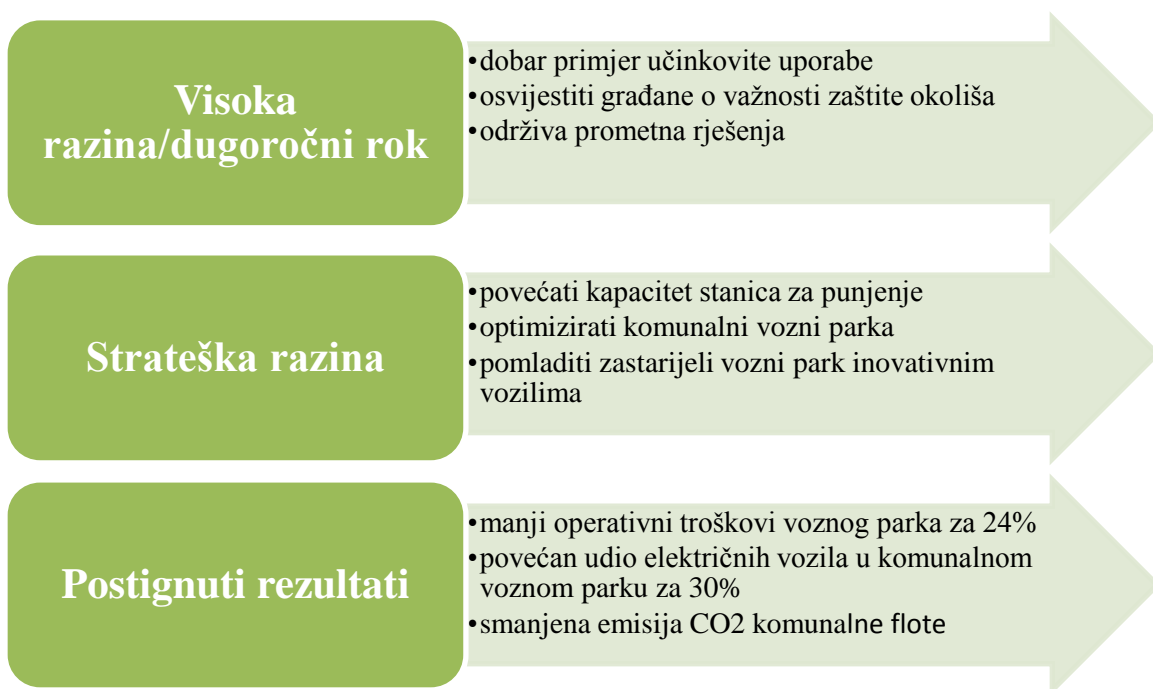 Visoka
razina/dugoročni rok
•dobar primjer učinkovite uporabe
•osvijestiti građane o važnosti zaštite okoliša
•održiva prometna rješenja
Strateška razina
•povećati kapacitet stanica za punjenje
•optimizirati komunalni vozni parka
•pomladiti zastarijeli vozni park inovativnim
vozilima
Postignuti rezultati
•manji operativni troškovi voznog parka za 24%
•povećan udio električnih vozila u komunalnom
voznom parku za 30%
•smanjena emisija CO2 komunalne flote